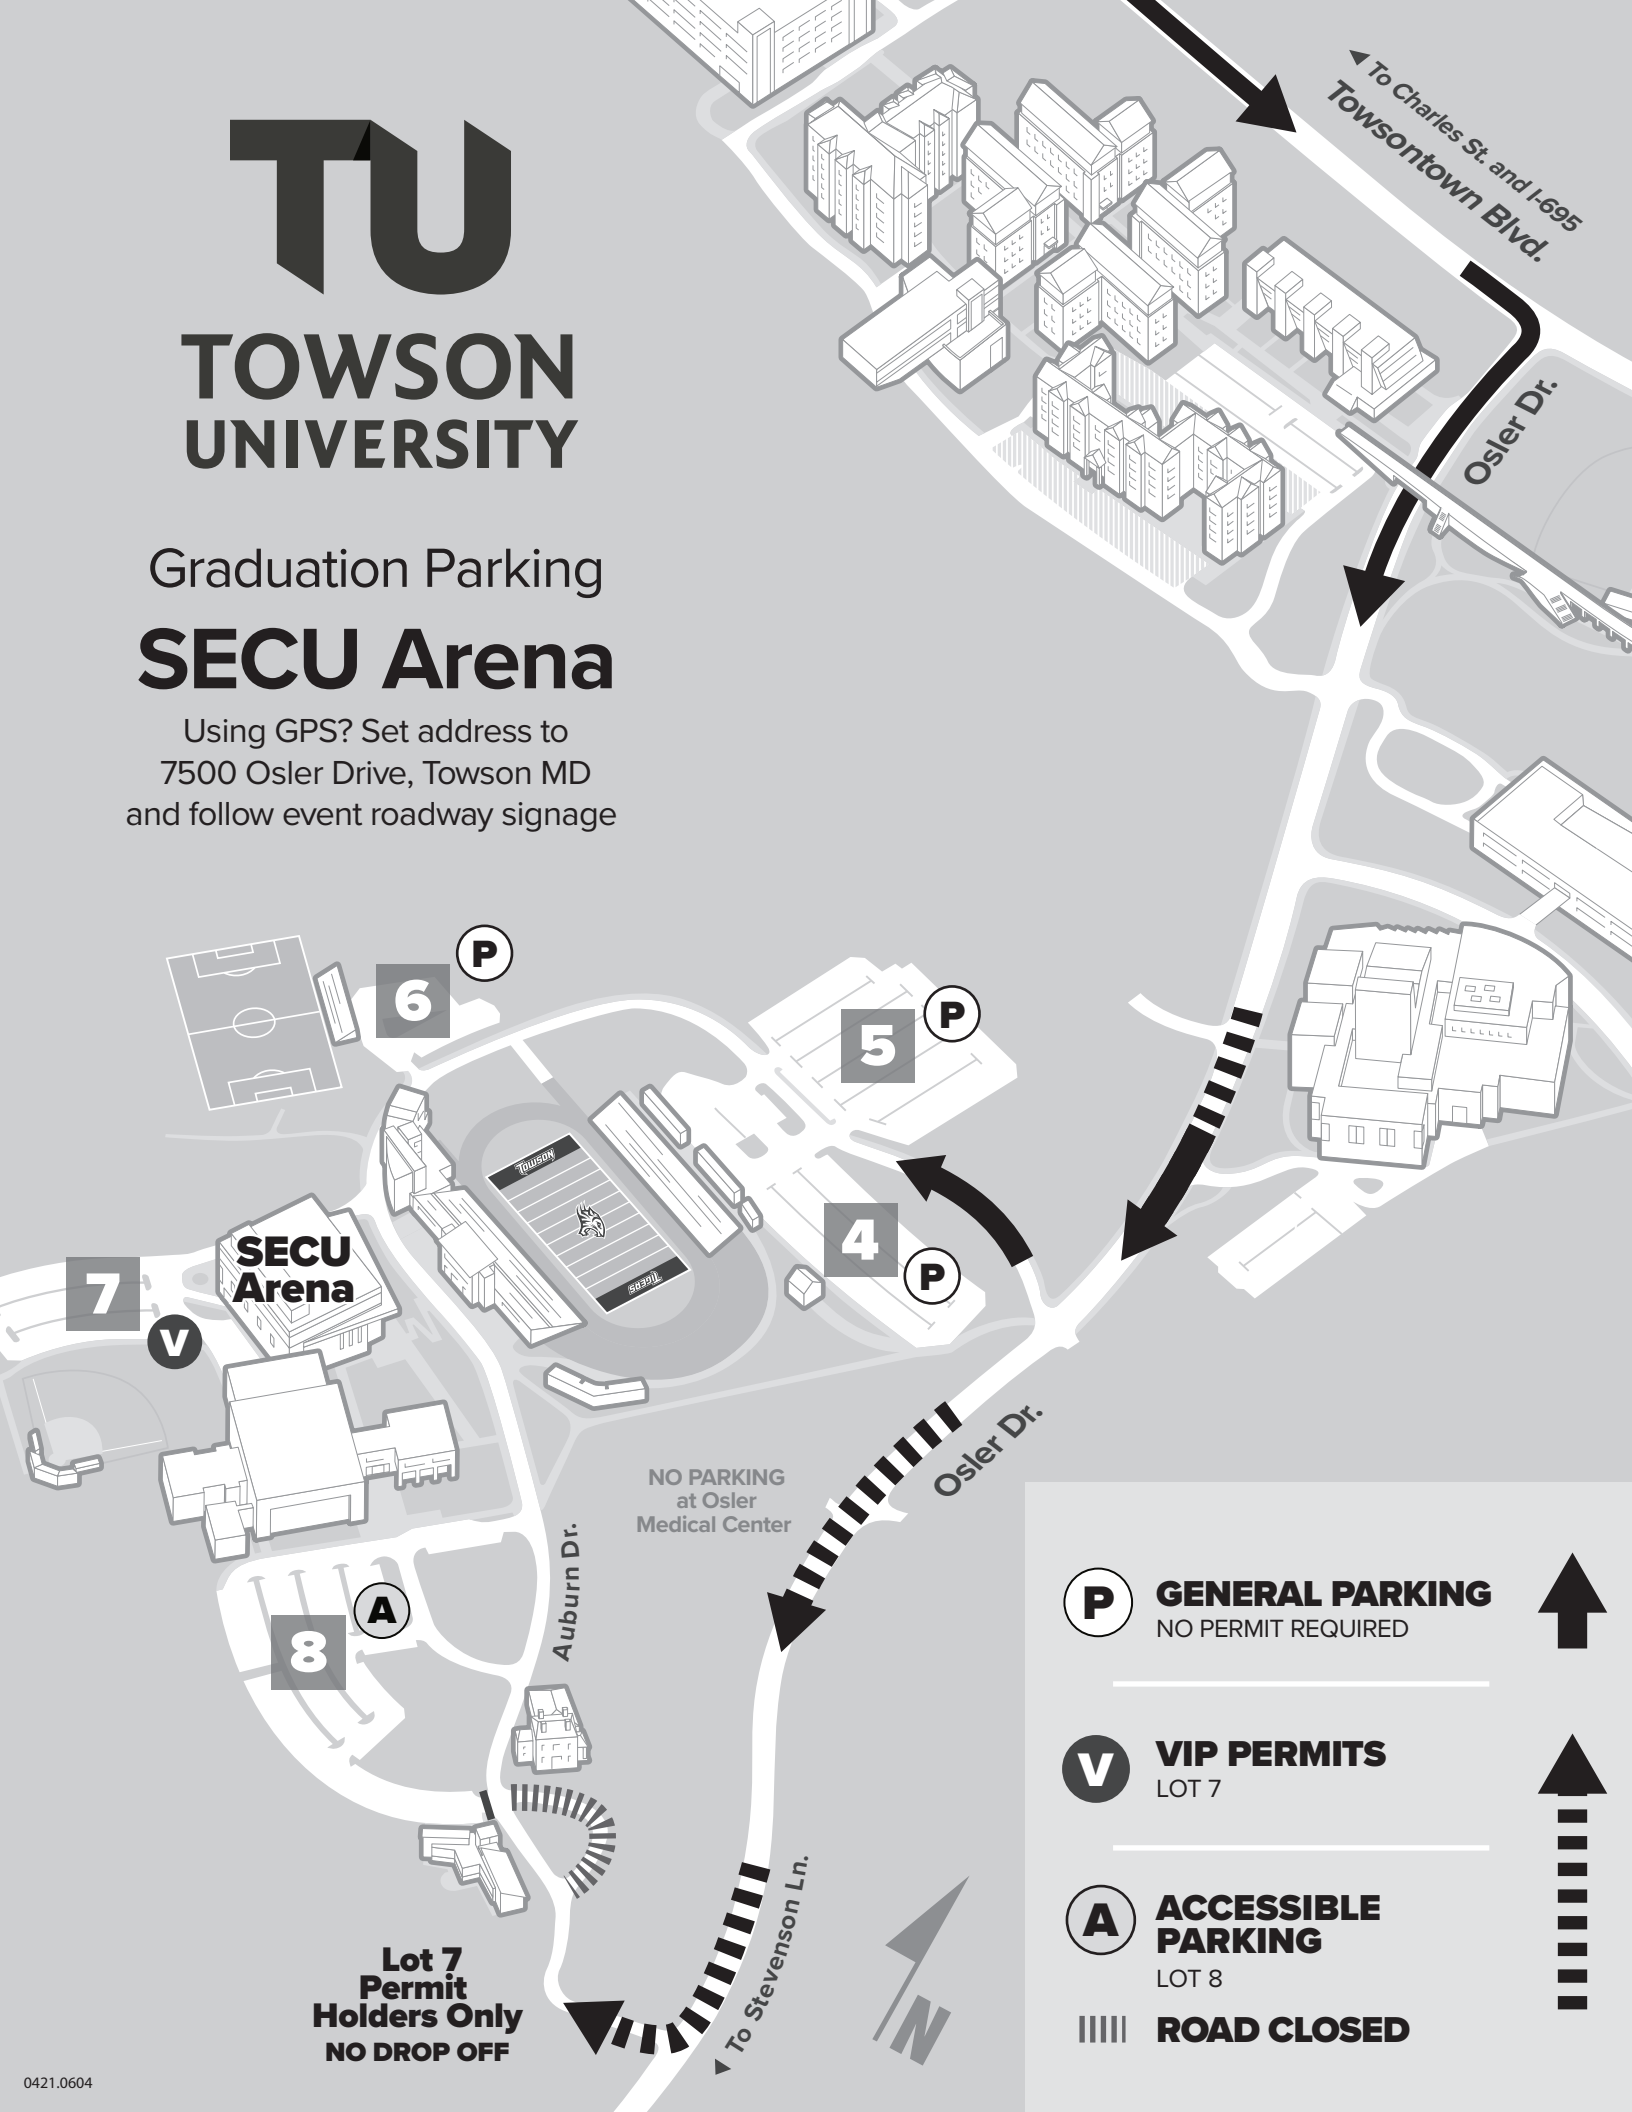 TU
TOWSON
UNIVERSITY
Graduation Parking
SECU Arena
Using GPS? Set address to
7500 Osler Drive, Towson MD
and follow event roadway signage
To Charles St. and I-695
Towsontown Blvd.
Osler Dr.
6
P
5
P
TOWSON
4
P
TIGERS
SECU
Arena
7
V
Osler Dr.
NO PARKING
at Osler
Medical Center
Auburn Dr.
A
8
To Stevenson Ln.
Lot 7
Permit
Holders Only
NO DROP OFF
N
P
GENERAL PARKING
NO PERMIT REQUIRED
V
VIP PERMITS
LOT 7
A
ACCESSIBLE
PARKING
LOT 8
ROAD CLOSED
0421.0604